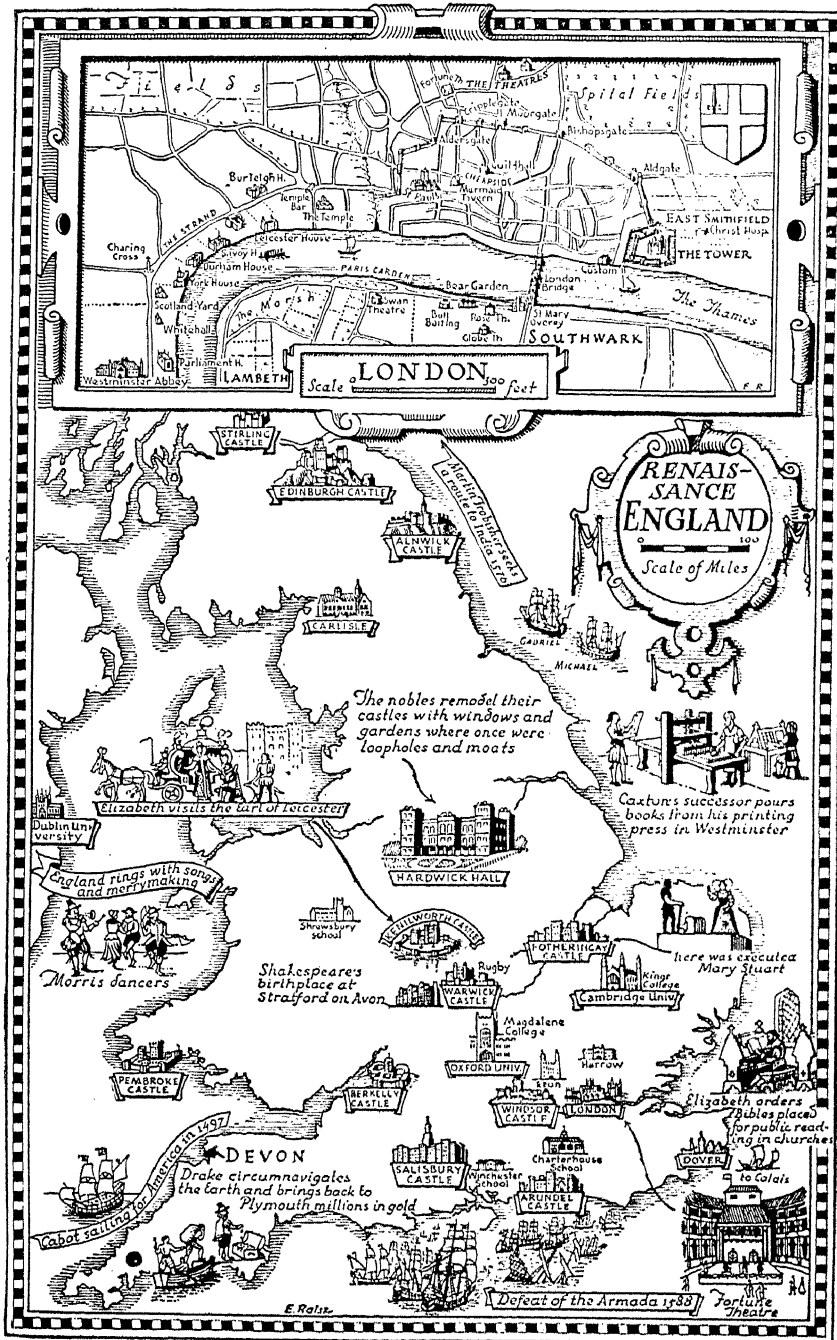 Fields
Fortune Th.
THE THEATRES
Spital Fields
Cripplegate
Moorgate
Aldersgate
Bishopsgate
Guildhall
Aldgate
CHEAPSIDE
Burleigh H.
Pauls
Mermaid
Tavern
Temple
Bar
The Temple
EAST SMITHFIELD
Christ Hosp.
THE STRAND
Leicester House
Charing
Cross
Savoy H.
THE TOWER
Durham House
PARIS GARDEN
Custom H.
York House
Bear Garden
London
Bridge
The Thames
Scotland Yard
The Marsh
Swan
Theatre
Bull
Baiting
Rose Th.
St Mary
Overey
Whitehall
Globe Th
SOUTHWARK
Parliament H.
Westminster Abbey
LAMBETH
LONDON
Scale 0 500 feet
E.R.
STIRLING
CASTLE
EDINBURGH CASTLE
Martin Frobisher seeks
a route to India 1576
ALNWICK
CASTLE
RENAIS-
SANCE
ENGLAND
0 100
Scale of Miles
CARLISLE
GABRIEL
MICHAEL
The nobles remodel their
castles with windows and
gardens where once were
loopholes and moats
Elizabeth visits the Earl of Leicester
Dublin Uni
versity
Caxton's successor pours
books from his printing
press in Westminster
HARDWICK HALL
England rings with songs
and merrymaking
Morris dancers
Shrewsbury
School
KENILWORTH CASTLE
FOTHERINGAY
CASTLE
here was executed
Mary Stuart
Shakespeare's
birthplace at
Stratford on Avon
Rugby
WARWICK
CASTLE
Kings
College
Cambridge Univ.
Magdalene
College
OXFORD UNIV.
PEMBROKE
CASTLE
BERKELLY
CASTLE
Eton
Harrow
WINDSOR
CASTLE
LONDON
Elizabeth orders
Bibles placed
for public read-
ing in churches
Cabot sailing for America in 1497
DEVON
Drake circumnavigates
the Earth and brings back to
Plymouth millions in gold
SALISBURY
CASTLE
Winchester
School
Charterhouse
School
ARUNDEL
CASTLE
DOVER
to Calais
E. Raisz
Defeat of the Armada 1588
Fortune
Theatre